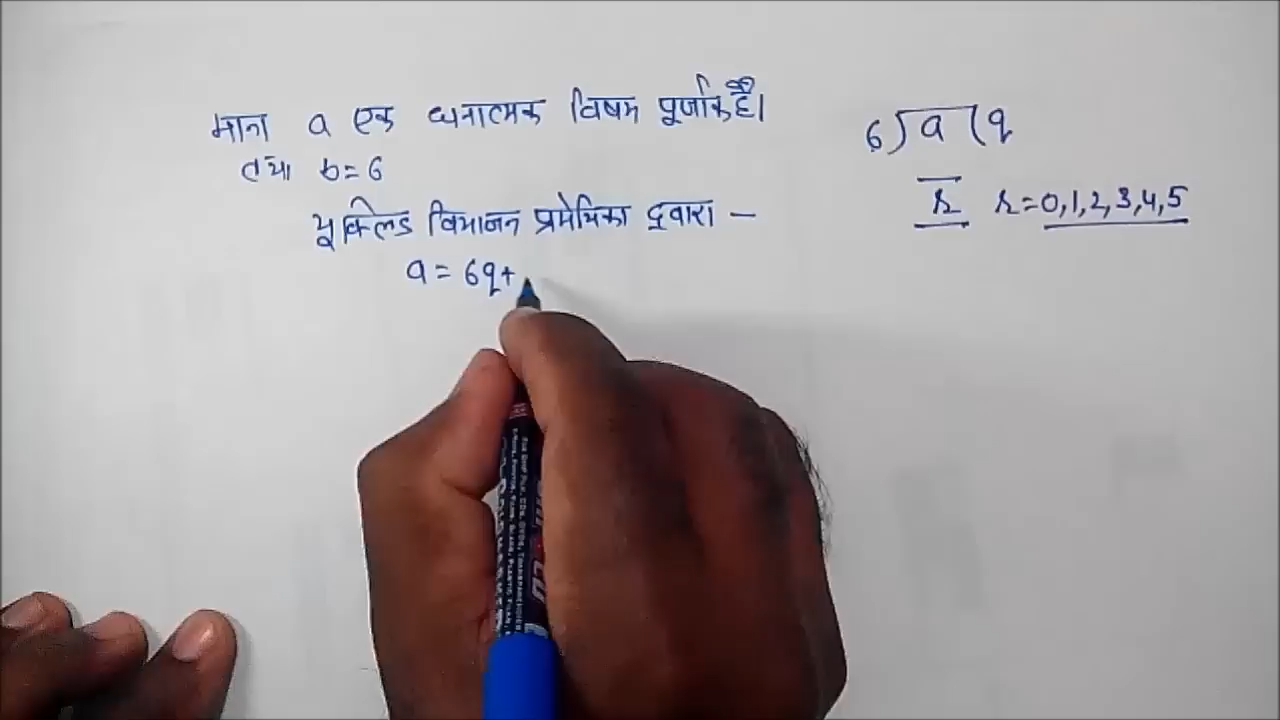 माना a एक धनात्मक विषम पूर्णांक है।
तथा b = 6
यूक्लिड विभाजन प्रमेयिका द्वारा –
a = 6q+
6) a (q
r r = 0,1,2,3,4,5